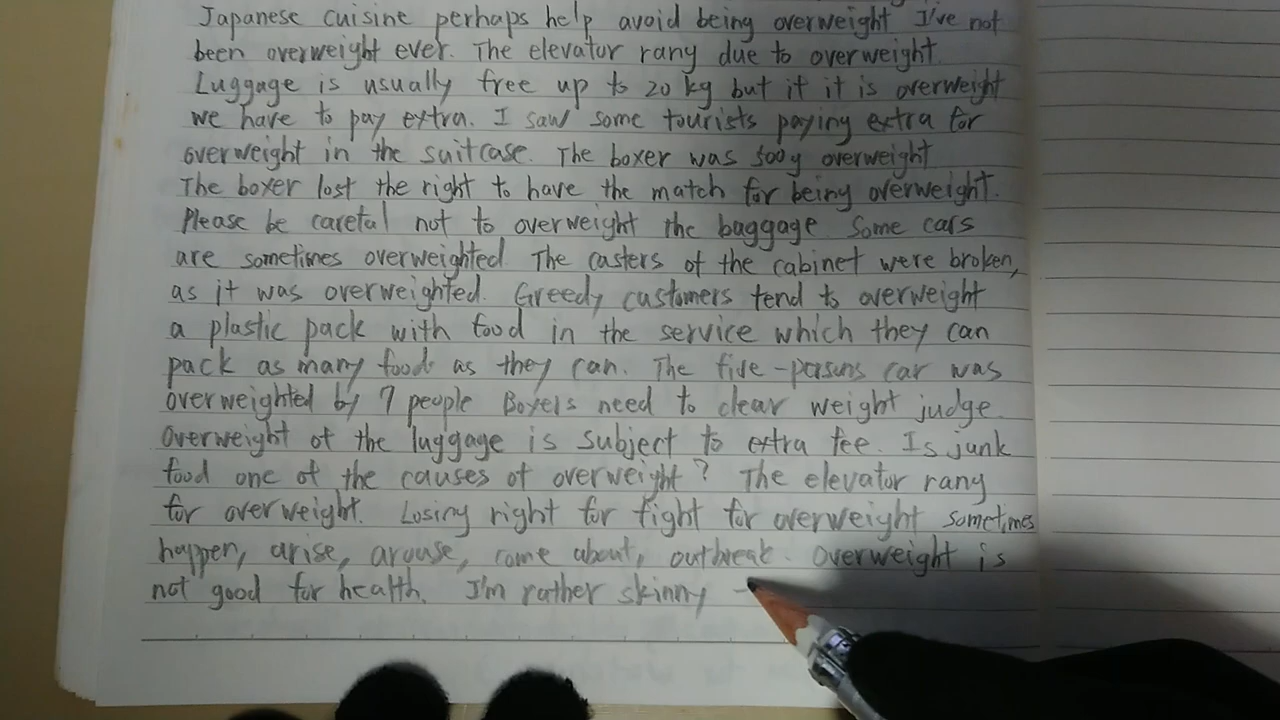 Japanese cuisine perhaps help avoid being overweight I've not
been overweight ever. The elevator rang due to overweight.
Luggage is usually free up to 20 kg but it it is overweight
we have to pay extra. I saw some tourists paying extra for
overweight in the suitcase. The boxer was 500g overweight
The boxer lost the right to have the match for being overweight.
Please be careful not to overweight the baggage Some cars
are sometimes overweighted The casters of the cabinet were broken,
as it was overweighted. Greedy customers tend to overweight
a plastic pack with food in the service which they can
pack as many foods as they can. The five-persons car was
overweighted by 7 people Boxers need to clear weight judge.
Overweight of the luggage is subject to extra fee. Is junk
food one of the causes of overweight? The elevator rang
for overweight. Losing right for fight for overweight sometimes
happen, arise, arouse, come about, outbreak. Overweight is
not good for health. I'm rather skinny